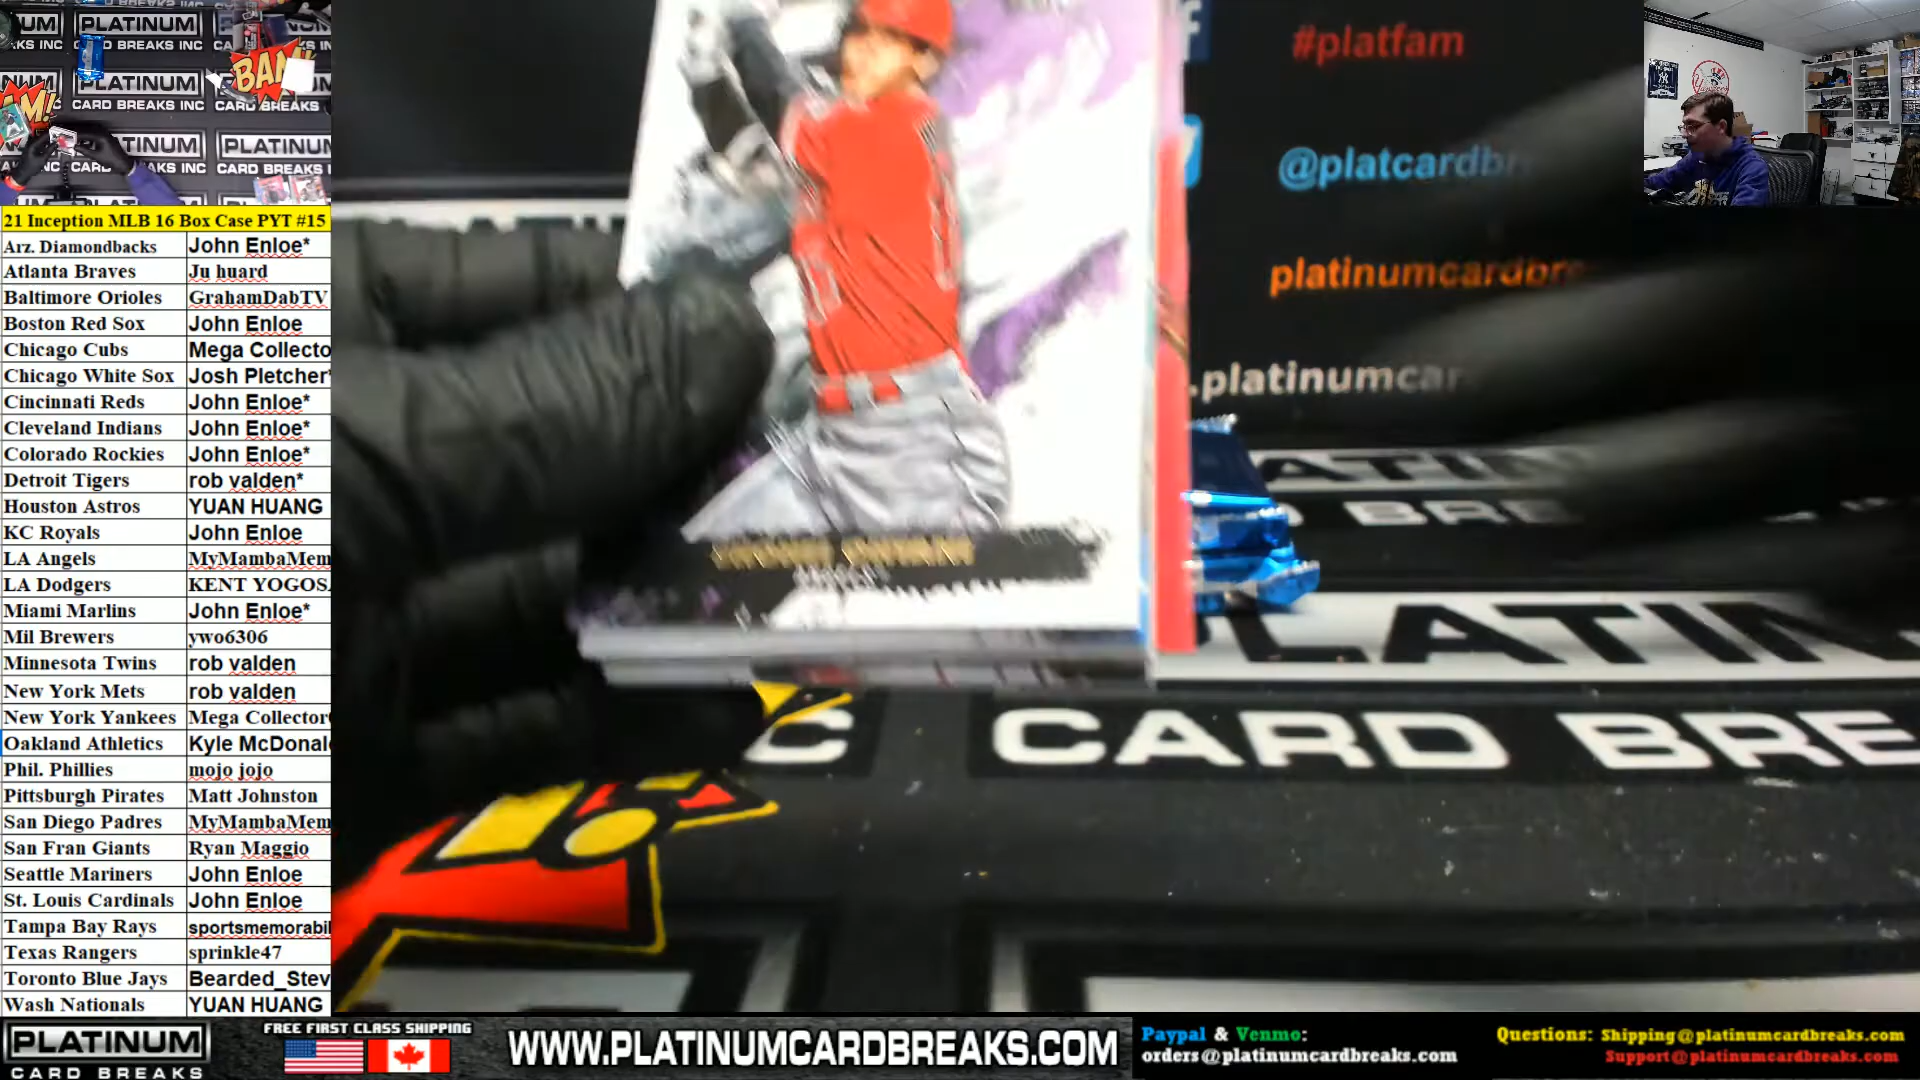 PLATINUM
CARD BREAKS INC
BAM!
21 Inception MLB 16 Box Case PYT #15
Arz. Diamondbacks John Enloe*
Atlanta Braves Ju huard
Baltimore Orioles GrahamDabTV
Boston Red Sox John Enloe
Chicago Cubs Mega Collecto
Chicago White Sox Josh Pletcher*
Cincinnati Reds John Enloe*
Cleveland Indians John Enloe*
Colorado Rockies John Enloe*
Detroit Tigers rob valden*
Houston Astros YUAN HUANG
KC Royals John Enloe
LA Angels MyMambaMem
LA Dodgers KENT YOGOS
Miami Marlins John Enloe*
Mil Brewers ywo6306
Minnesota Twins rob valden
New York Mets rob valden
New York Yankees Mega Collector
Oakland Athletics Kyle McDonal
Phil. Phillies mojo jojo
Pittsburgh Pirates Matt Johnston
San Diego Padres MyMambaMem
San Fran Giants Ryan Maggio
Seattle Mariners John Enloe
St. Louis Cardinals John Enloe
Tampa Bay Rays sportsmemorabil
Texas Rangers sprinkle47
Toronto Blue Jays Bearded_Stev
Wash Nationals YUAN HUANG
#platfam
@platcardbr
platinumcardbre
.platinumcar
PLATIN
C CARD BRE
PLATINUM
CARD BREAKS
FREE FIRST CLASS SHIPPING
WWW.PLATINUMCARDBREAKS.COM
Paypal & Venmo:
orders@platinumcardbreaks.com
Questions: Shipping@platinumcardbreaks.com
Support@platinumcardbreaks.com